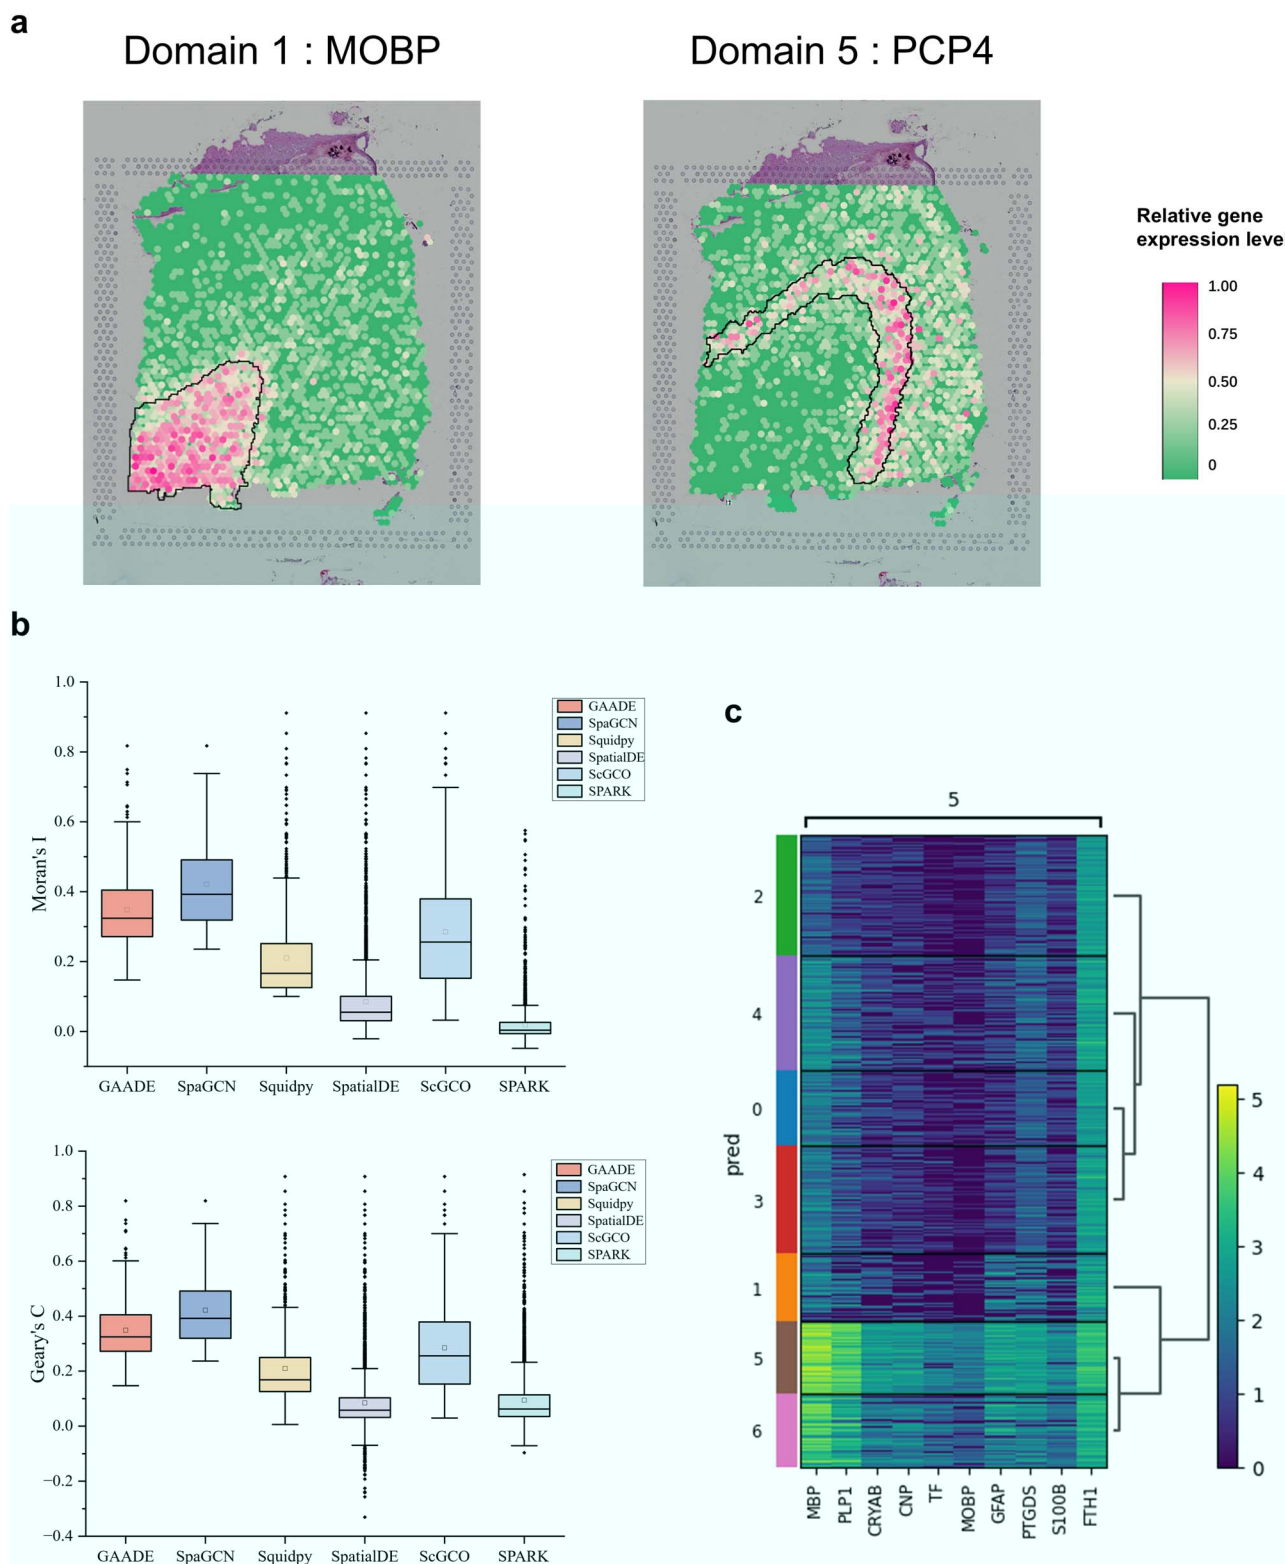 a
Domain 1 : MOBP
Domain 5 : PCP4
Relative gene
expression leve
1.00
0.75
0.50
0.25
0
b
1.0
0.8
0.6
0.4
0.2
0.0
Moran's I
GAADE
SpaGCN
Squidpy
SpatialDE
ScGCO
SPARK
GAADE SpaGCN Squidpy SpatialDE ScGCO SPARK
1.0
0.8
0.6
0.4
0.2
0.0
−0.2
−0.4
Geary's C
GAADE
SpaGCN
Squidpy
SpatialDE
ScGCO
SPARK
GAADE SpaGCN Squidpy SpatialDE ScGCO SPARK
c
5
2
4
0
3
1
5
6
pred
MBP
PLP1
CRYAB
CNP
TF
MOBP
GFAP
PTGDS
S100B
FTH1
5
4
3
2
1
0